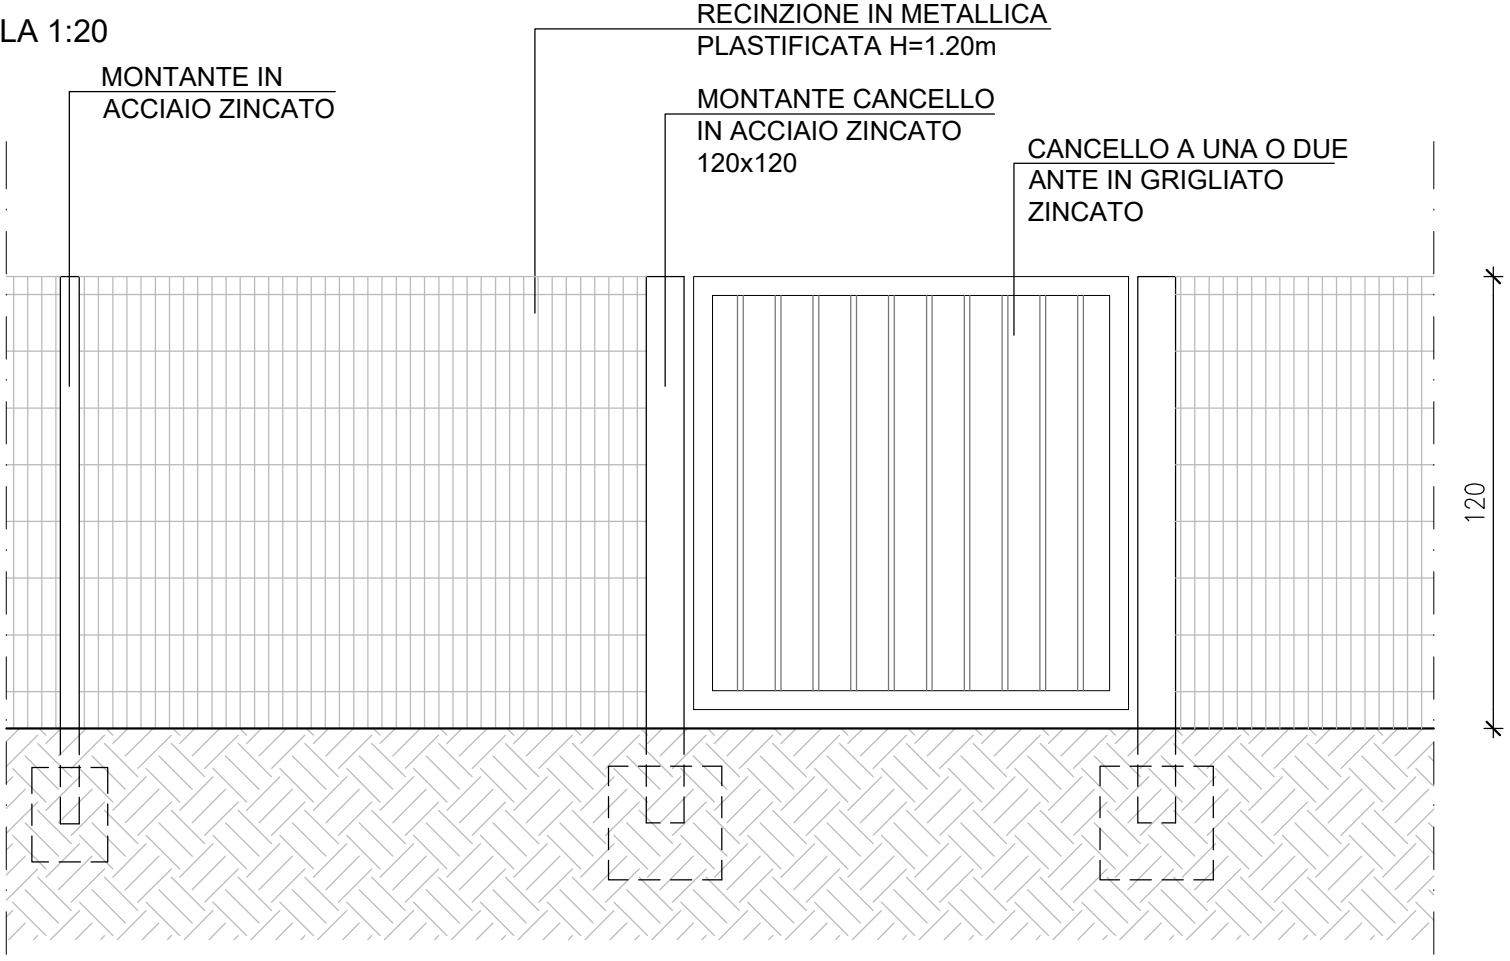 LA 1:20
RECINZIONE IN METALLICA
PLASTIFICATA H=1.20m
MONTANTE IN
ACCIAIO ZINCATO
MONTANTE CANCELLO
IN ACCIAIO ZINCATO
120x120
CANCELLO A UNA O DUE
ANTE IN GRIGLIATO
ZINCATO
120